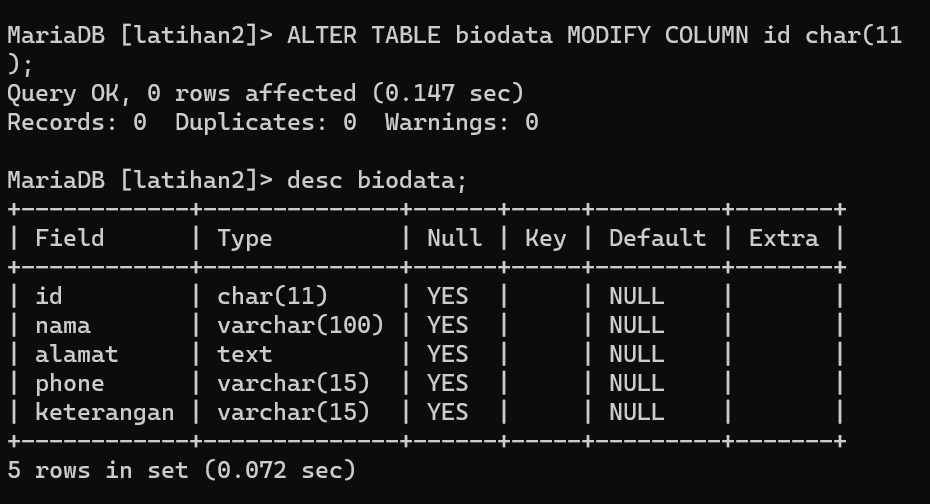 MariaDB [latihan2]> ALTER TABLE biodata MODIFY COLUMN id char(11
);
Query OK, 0 rows affected (0.147 sec)
Records: 0  Duplicates: 0  Warnings: 0

MariaDB [latihan2]> desc biodata;
+------------+--------------+------+-----+---------+-------+
| Field      | Type         | Null | Key | Default | Extra |
+------------+--------------+------+-----+---------+-------+
| id         | char(11)     | YES  |     | NULL    |       |
| nama       | varchar(100) | YES  |     | NULL    |       |
| alamat     | text         | YES  |     | NULL    |       |
| phone      | varchar(15)  | YES  |     | NULL    |       |
| keterangan | varchar(15)  | YES  |     | NULL    |       |
+------------+--------------+------+-----+---------+-------+
5 rows in set (0.072 sec)